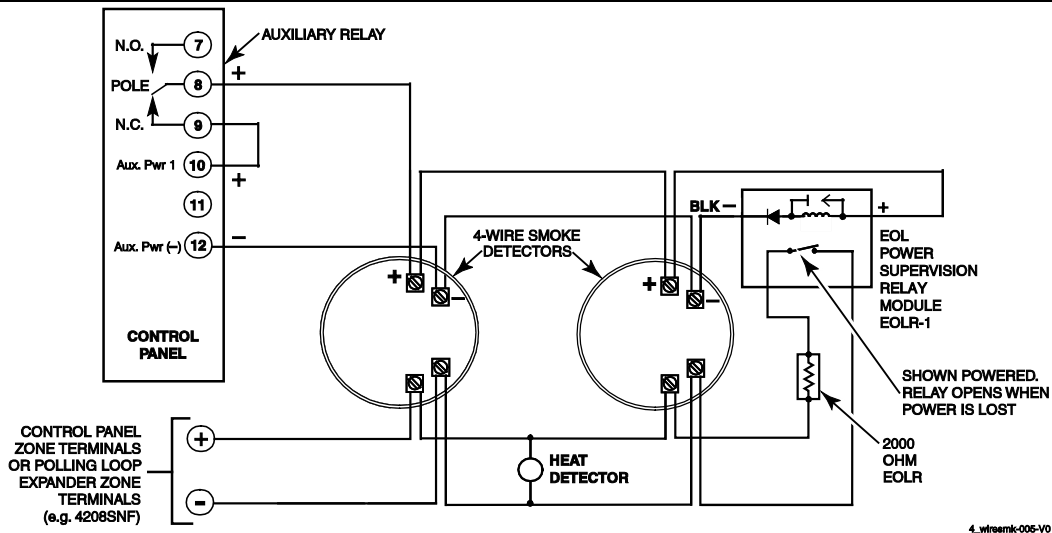 AUXILIARY RELAY
N.O.
7
+
POLE
8
N.C.
9
Aux. Pwr 1
10
+
11
Aux. Pwr (–)
12
–
CONTROL
PANEL
4-WIRE SMOKE
DETECTORS
+
–
+
–
BLK –
+
EOL
POWER
SUPERVISION
RELAY
MODULE
EOLR-1
SHOWN POWERED.
RELAY OPENS WHEN
POWER IS LOST
2000
OHM
EOLR
HEAT
DETECTOR
CONTROL PANEL
ZONE TERMINALS
OR POLLING LOOP
EXPANDER ZONE
TERMINALS
(e.g. 4208SNF)
+
-
4_wiresmk-005-V0